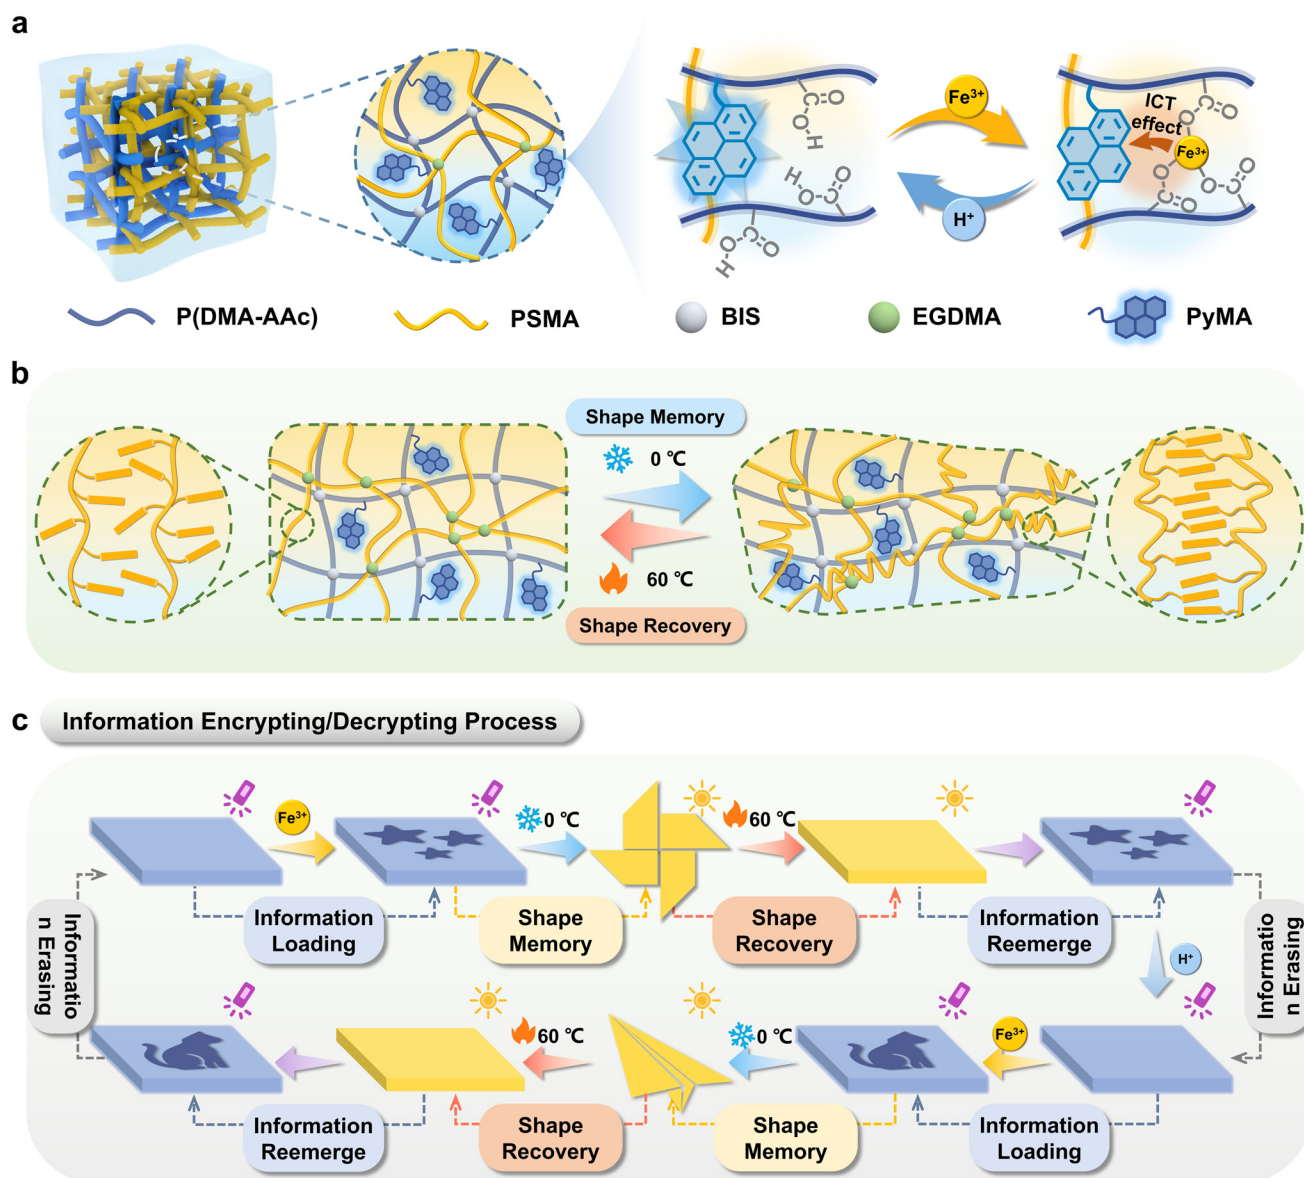 a
Fe³⁺
H⁺
ICT
effect
Fe³⁺
C
O
O
H
C
O
O
H
C
O
O
H
O
C
O
O
C
O
O
C
O
P(DMA-AAc)
PSMA
BIS
EGDMA
PyMA
b
Shape Memory
0 ℃
60 ℃
Shape Recovery
c
Information Encrypting/Decrypting Process
Fe³⁺
0 ℃
60 ℃
Information
Loading
Shape
Memory
Shape
Recovery
Information
Reemerge
Informatio
n Erasing
H⁺
Informatio
n Erasing
60 ℃
0 ℃
Fe³⁺
Information
Reemerge
Shape
Recovery
Shape
Memory
Information
Loading